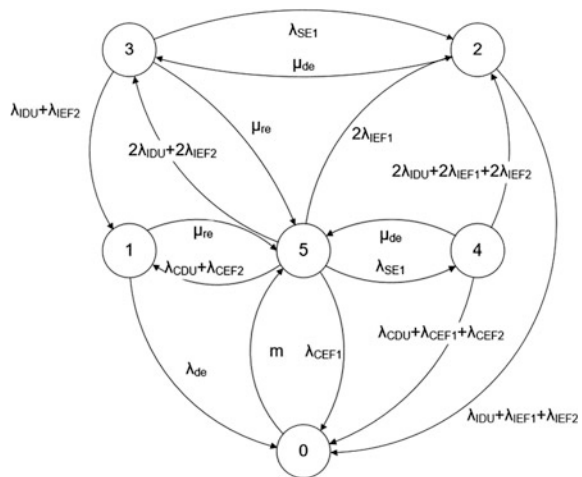 λSE1
3
2
μde
λIDU+λIEF2
μre
2λIDU+2λIEF2
2λIEF1
2λIDU+2λIEF1+2λIEF2
μre
μde
1
5
4
λCDU+λCEF2
λSE1
λCDU+λCEF1+λCEF2
m
λCEF1
λde
λIDU+λIEF1+λIEF2
0